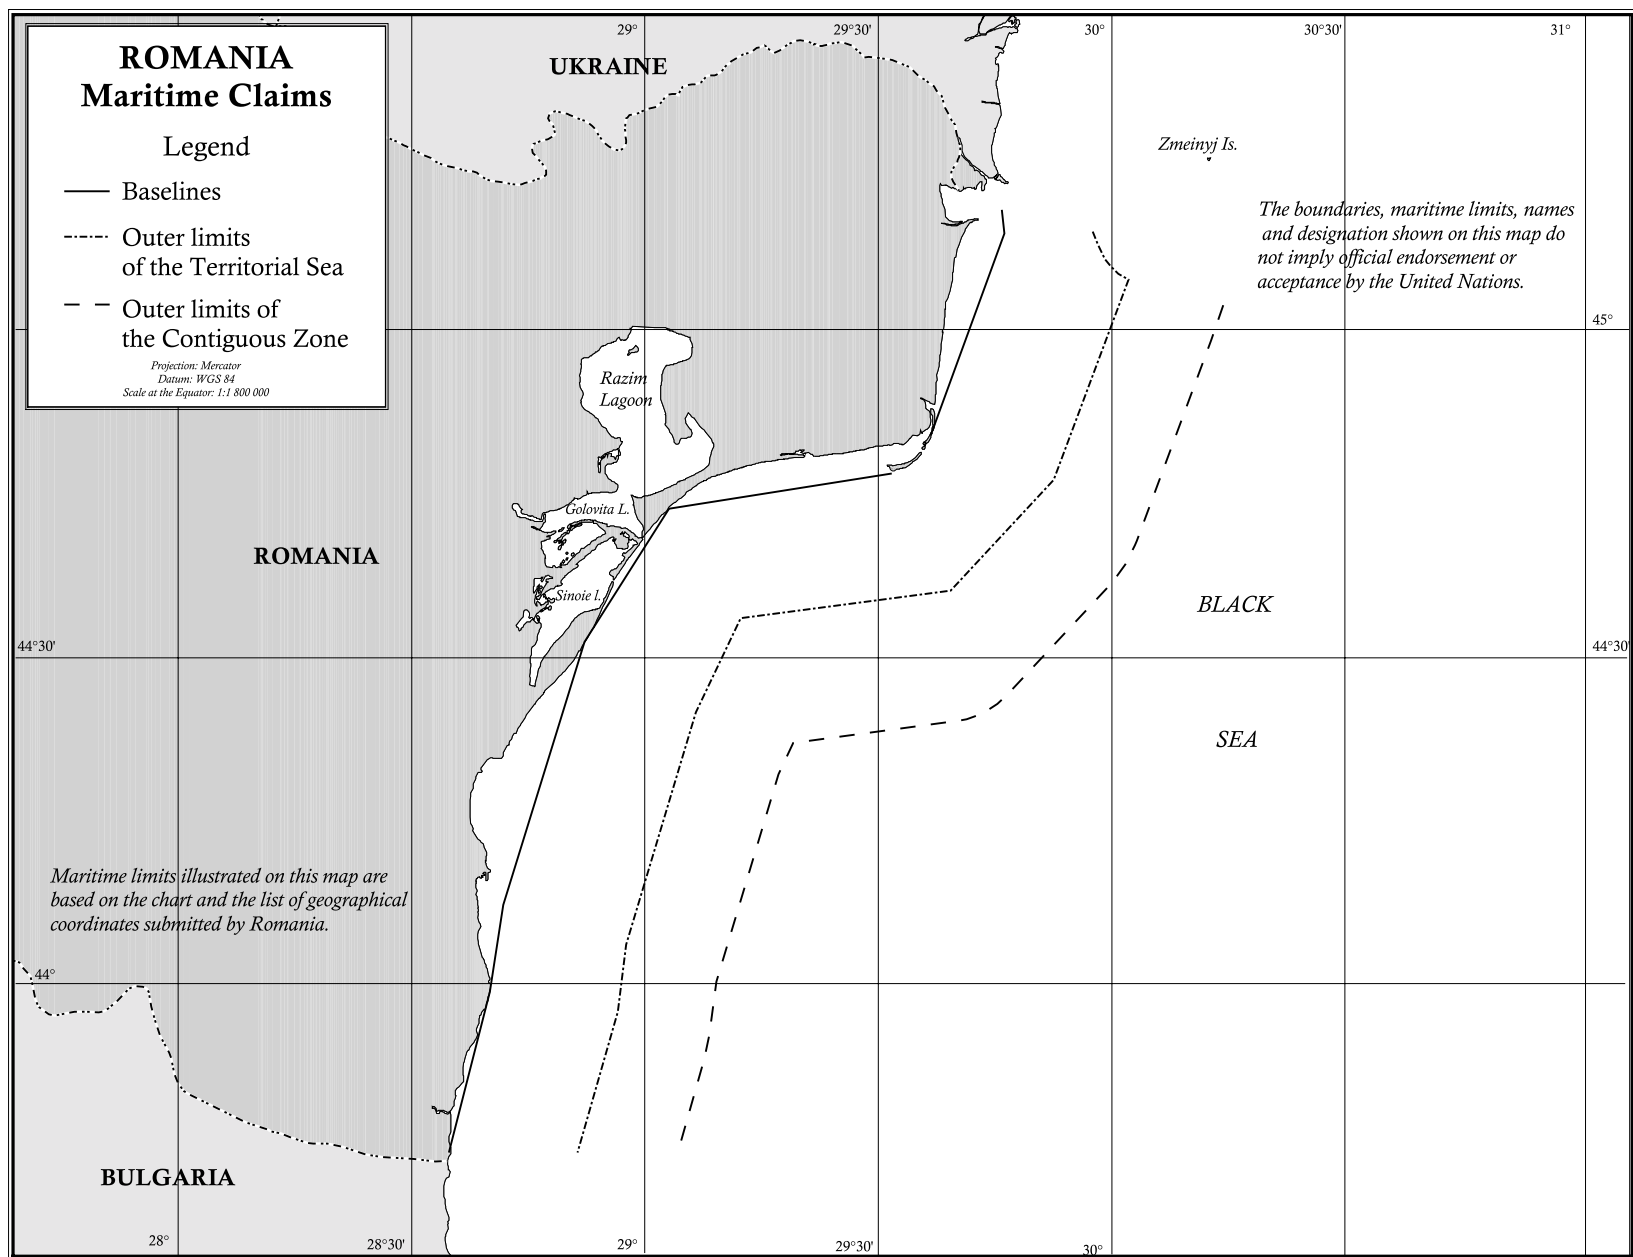 ROMANIA
Maritime Claims
Legend
Baselines
Outer limits
of the Territorial Sea
Outer limits of
the Contiguous Zone
Projection: Mercator
Datum: WGS 84
Scale at the Equator: 1:1 800 000
29°
29°30'
30°
30°30'
31°
UKRAINE
Zmeinyj Is.
The boundaries, maritime limits, names
and designation shown on this map do
not imply official endorsement or
acceptance by the United Nations.
45°
Razim
Lagoon
Golovita L.
ROMANIA
Sinoie l.
BLACK
44°30'
44°30'
SEA
Maritime limits illustrated on this map are
based on the chart and the list of geographical
coordinates submitted by Romania.
44°
BULGARIA
28°
28°30'
29°
29°30'
30°